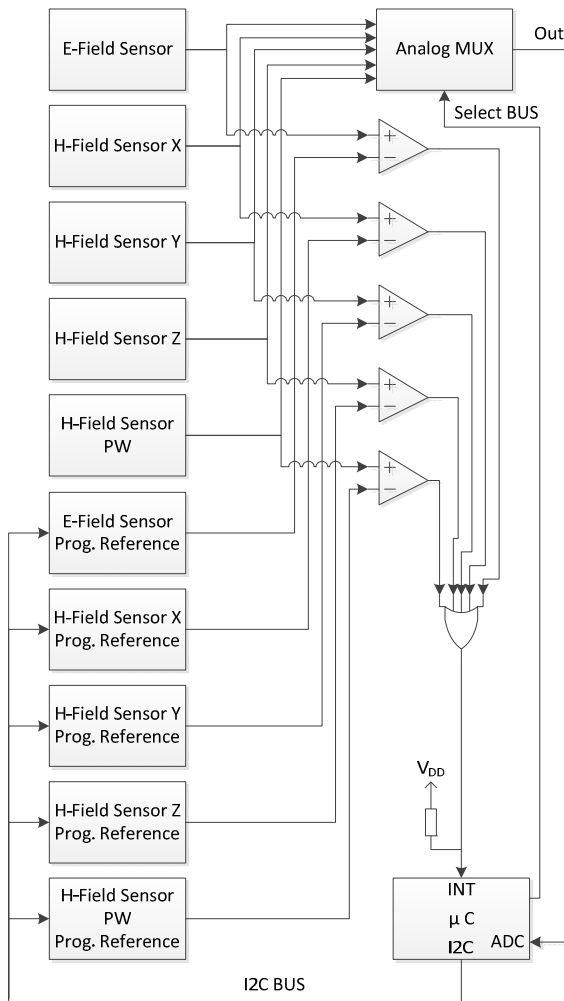 E-Field Sensor
Analog MUX
Out
Select BUS
H-Field Sensor X
H-Field Sensor Y
H-Field Sensor Z
H-Field Sensor
PW
E-Field Sensor
Prog. Reference
H-Field Sensor X
Prog. Reference
H-Field Sensor Y
Prog. Reference
H-Field Sensor Z
Prog. Reference
H-Field Sensor
PW
Prog. Reference
+
−
+
−
+
−
+
−
+
−
VDD
INT
μ C
I2C
ADC
I2C BUS